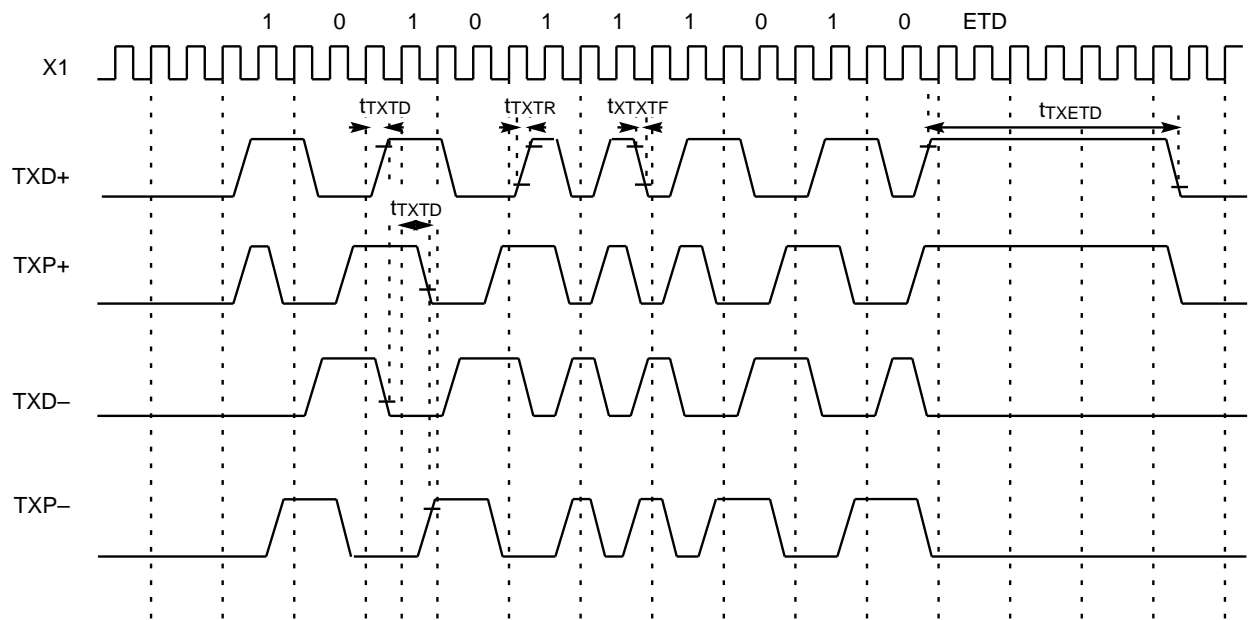 1 0 1 0 1 1 1 0 1 0 ETD
X1
tTXTD tTXTR tXTXTF tTXETD
TXD+
tTXTD
TXP+
TXD–
TXP–